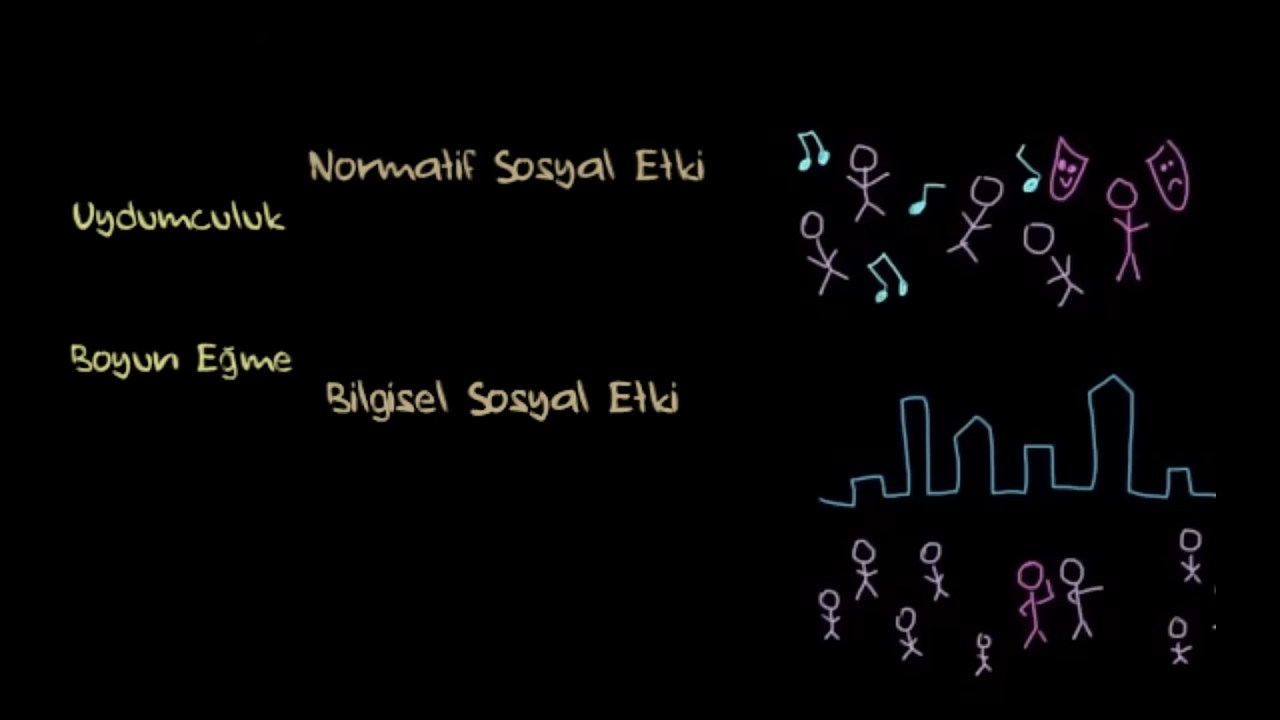 Normatif Sosyal Etki
Uydumculuk
Boyun Eğme
Bilgisel Sosyal Etki